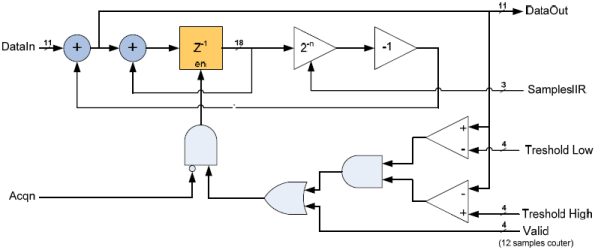 11
DataOut
DataIn
11
+
+
Z-1
en
18
2-n
-1
3
SamplesIIR
+
-
4
Treshold Low
Acqn
-
+
4
Treshold High
4
Valid
(12 samples couter)